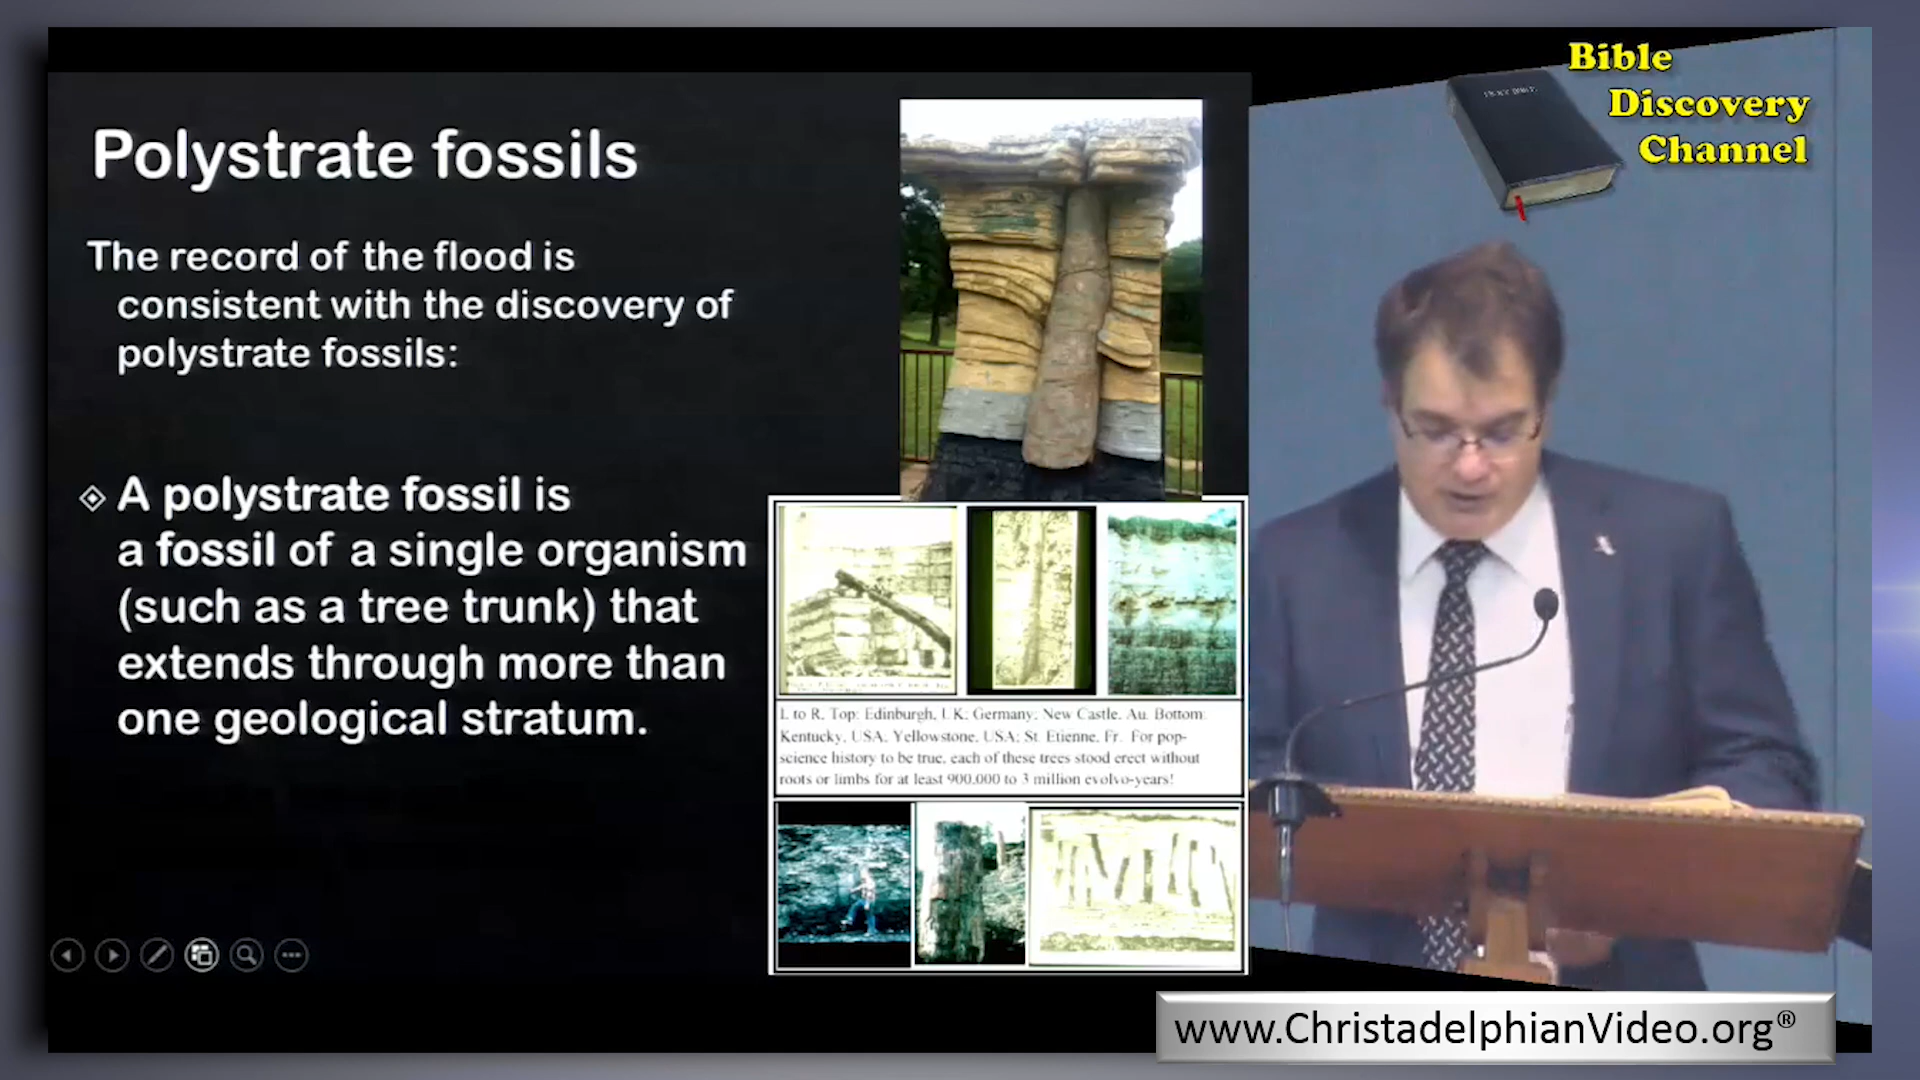 Polystrate fossils
The record of the flood is
consistent with the discovery of
polystrate fossils:
A polystrate fossil is
a fossil of a single organism
(such as a tree trunk) that
extends through more than
one geological stratum.
L to R, Top: Edinburgh, UK; Germany; New Castle, Au. Bottom:
Kentucky, USA; Yellowstone, USA; St. Etienne, Fr. For pop-
science history to be true, each of these trees stood erect without
roots or limbs for at least 900,000 to 3 million evolvo-years!
HOLY BIBLE
Bible
Discovery
Channel
www.ChristadelphianVideo.org®